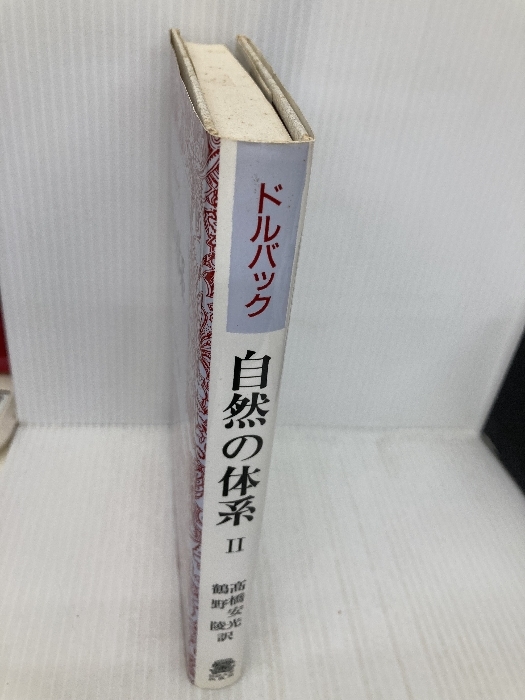 ドルバック
自然の体系 II
高橋安光
鶴野 陵 訳